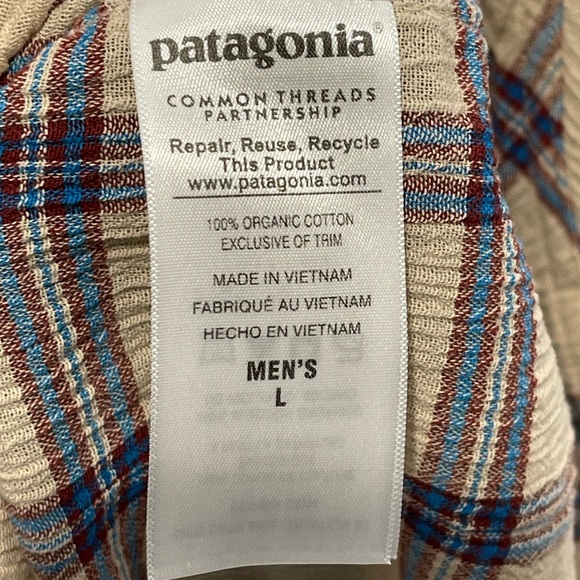 patagonia®
COMMON THREADS
PARTNERSHIP
Repair, Reuse, Recycle
This Product
www.patagonia.com
100% ORGANIC COTTON
EXCLUSIVE OF TRIM
MADE IN VIETNAM
FABRIQUÉ AU VIETNAM
HECHO EN VIETNAM
MEN'S
L